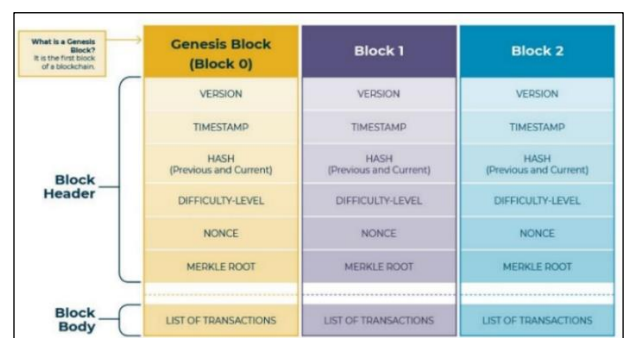 What is a Genesis
Block?
It is the first block
of a blockchain.
Genesis Block
(Block 0)
Block 1
Block 2
Block
Header
VERSION
VERSION
VERSION
TIMESTAMP
TIMESTAMP
TIMESTAMP
HASH
(Previous and Current)
HASH
(Previous and Current)
HASH
(Previous and Current)
DIFFICULTY-LEVEL
DIFFICULTY-LEVEL
DIFFICULTY-LEVEL
NONCE
NONCE
NONCE
MERKLE ROOT
MERKLE ROOT
MERKLE ROOT
Block
Body
LIST OF TRANSACTIONS
LIST OF TRANSACTIONS
LIST OF TRANSACTIONS